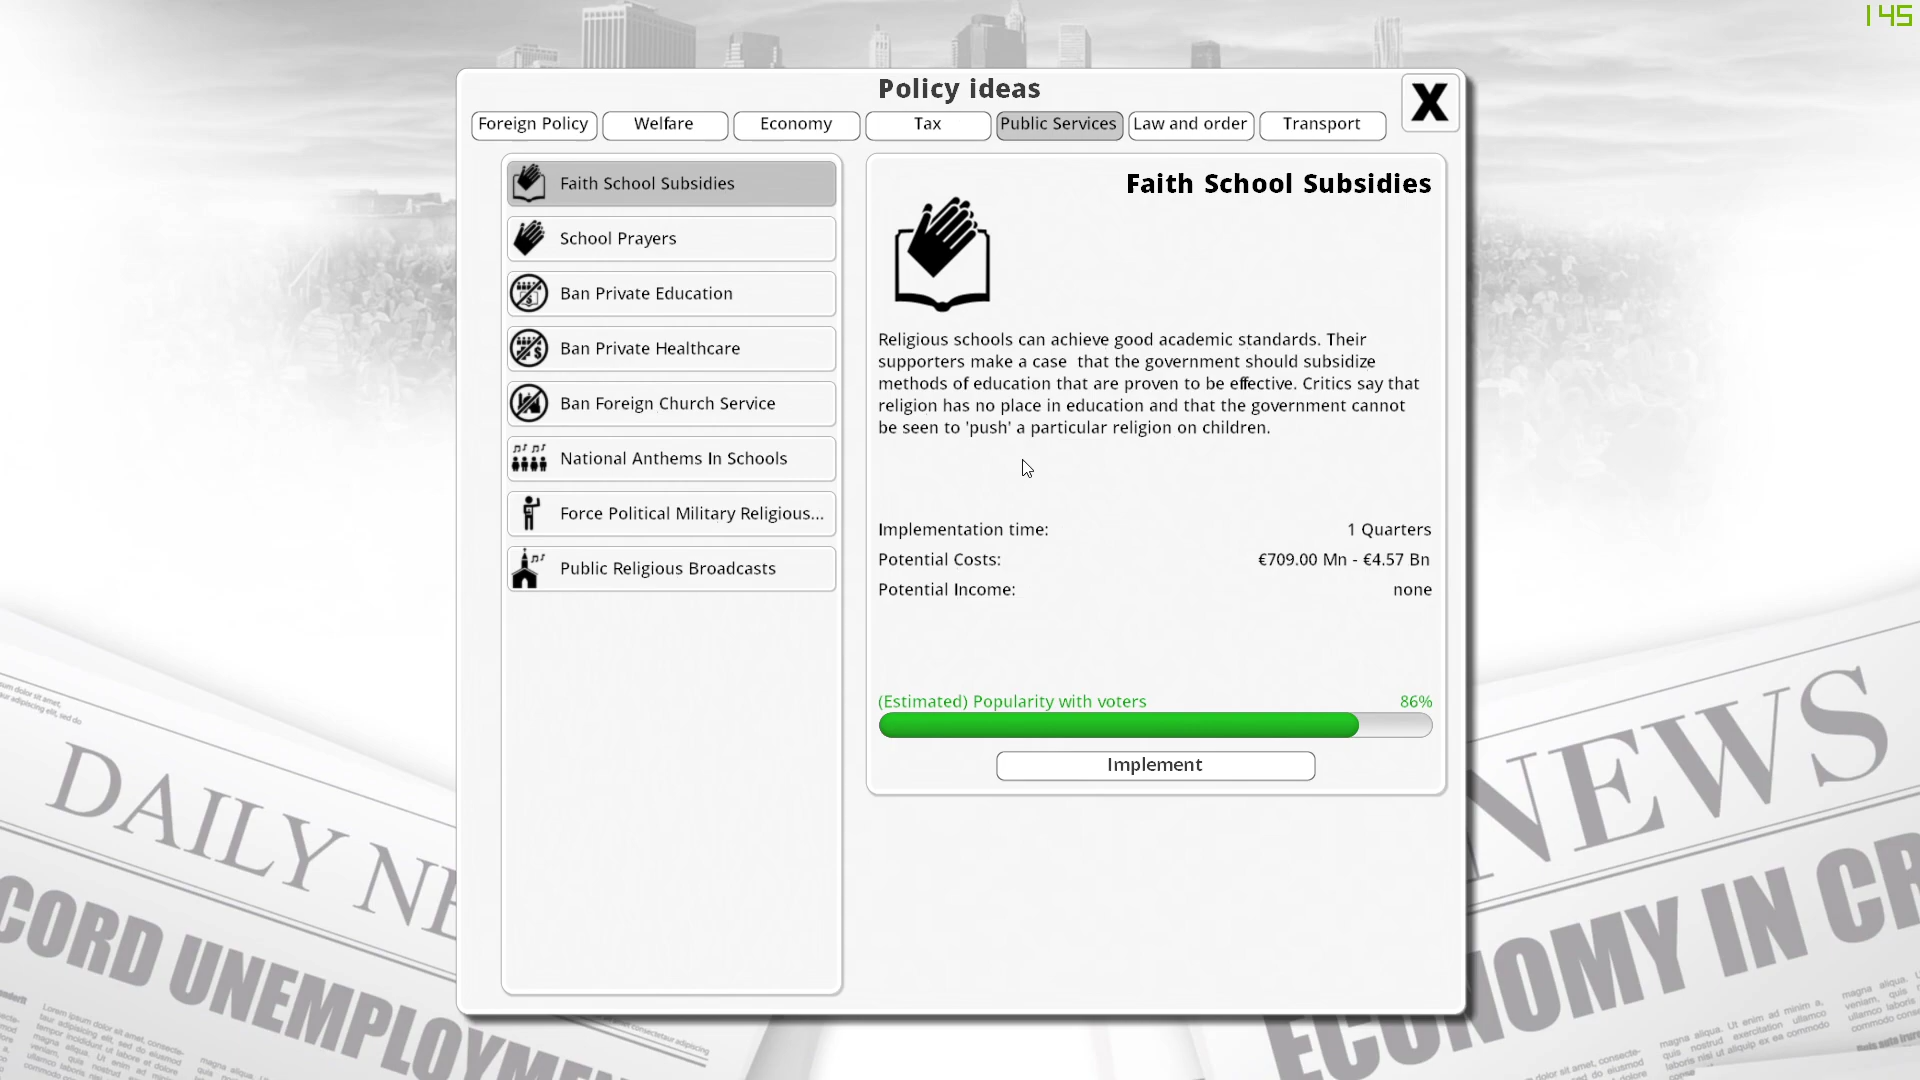 145
Policy ideas
X
Foreign Policy
Welfare
Economy
Tax
Public Services
Law and order
Transport
Faith School Subsidies
School Prayers
Ban Private Education
Ban Private Healthcare
Ban Foreign Church Service
National Anthems In Schools
Force Political Military Religious...
Public Religious Broadcasts
Faith School Subsidies
Religious schools can achieve good academic standards. Their
supporters make a case that the government should subsidize
methods of education that are proven to be effective. Critics say that
religion has no place in education and that the government cannot
be seen to 'push' a particular religion on children.
Implementation time: 1 Quarters
Potential Costs: €709.00 Mn - €4.57 Bn
Potential Income: none
(Estimated) Popularity with voters 86%
Implement
DAILY NE
CORD UNEMPLOYME
NEWS
ECONOMY IN CR